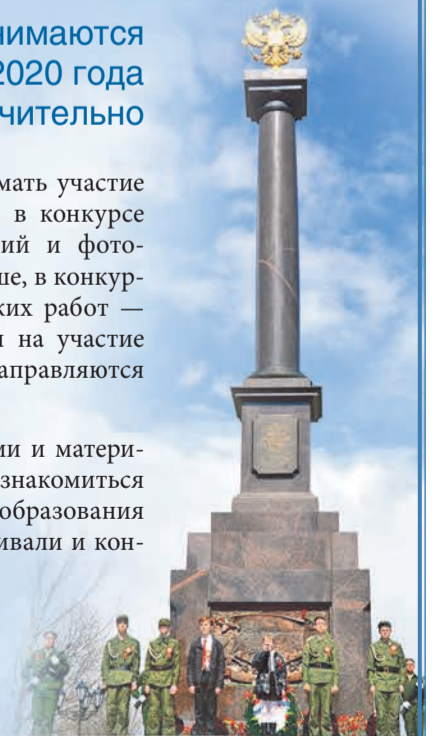 нимаются
2020 года
чительно
мать участие
в конкурсе
ий и фото-
ше, в конкур-
ких работ —
и на участие
аправляются
ми и матери-
знакомиться
образования
ивали и кон-